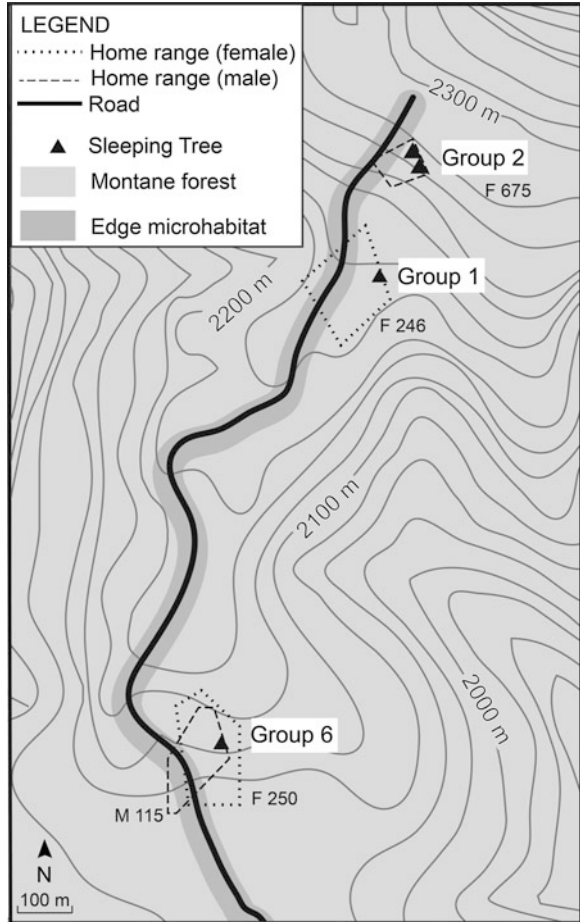 LEGEND
Home range (female)
Home range (male)
Road
Sleeping Tree
Montane forest
Edge microhabitat
2300 m
Group 2
F 675
Group 1
2200 m
F 246
2100 m
2000 m
Group 6
M 115
F 250
N
100 m